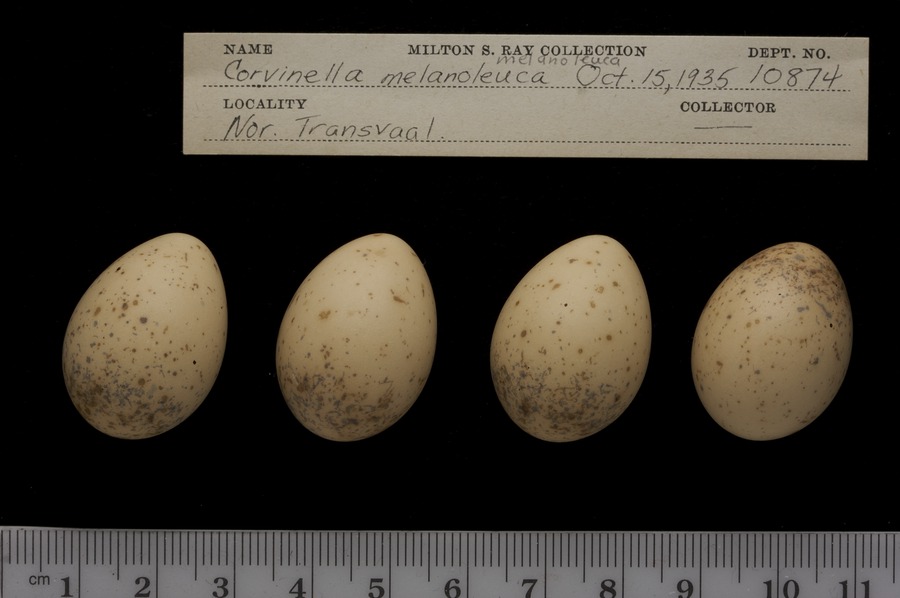 NAME MILTON S. RAY COLLECTION DEPT. NO.
melanoleuca
Corvinella melanoleuca Oct. 15, 1935 10874
LOCALITY COLLECTOR
Nor. Transvaal.
cm 1 2 3 4 5 6 7 8 9 10 11